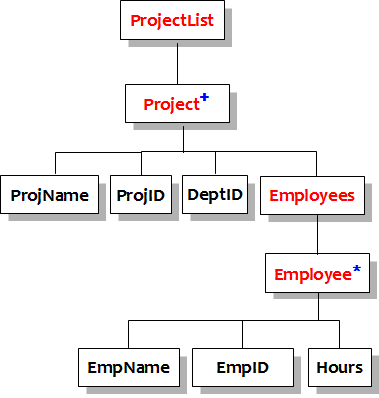 ProjectList
Project+
ProjName ProjID DeptID Employees
Employee*
EmpName EmpID Hours